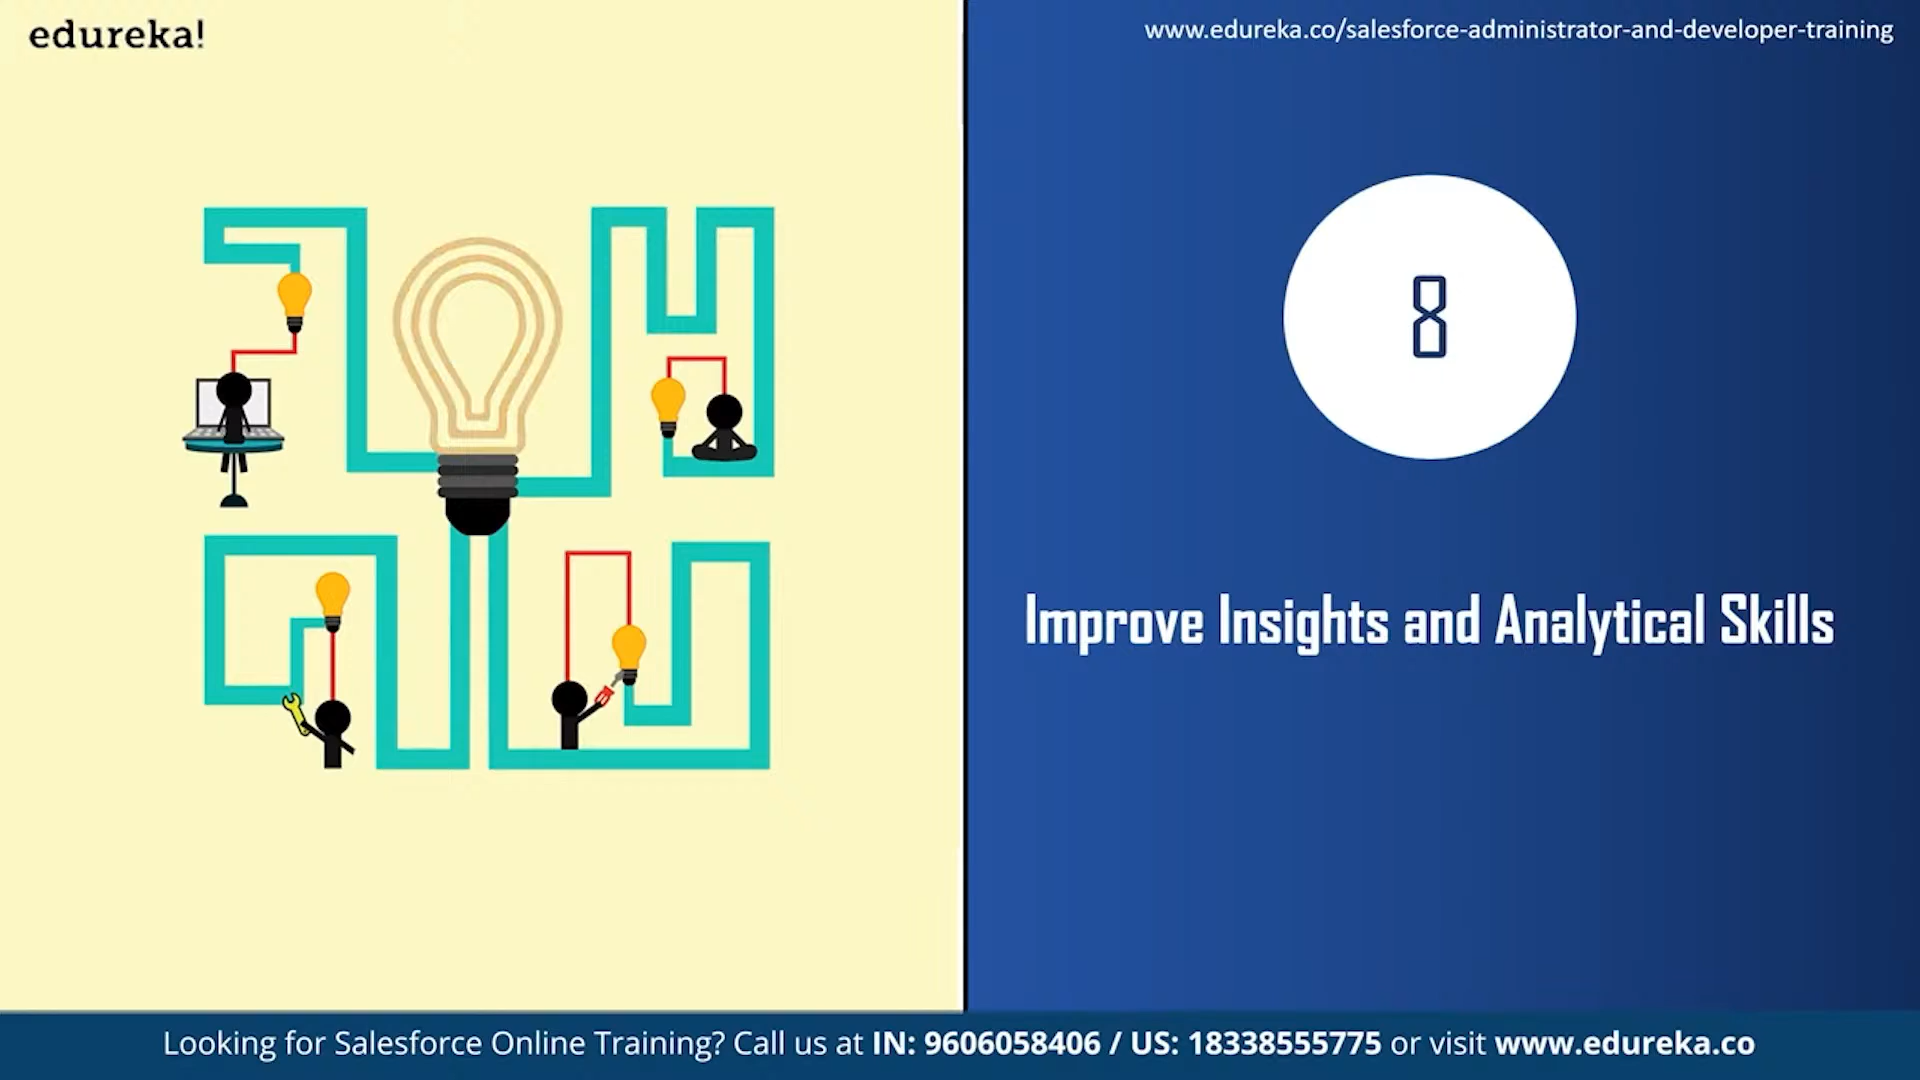 edureka!
www.edureka.co/salesforce-administrator-and-developer-training
8
Improve Insights and Analytical Skills
Looking for Salesforce Online Training? Call us at IN: 9606058406 / US: 18338555775 or visit www.edureka.co